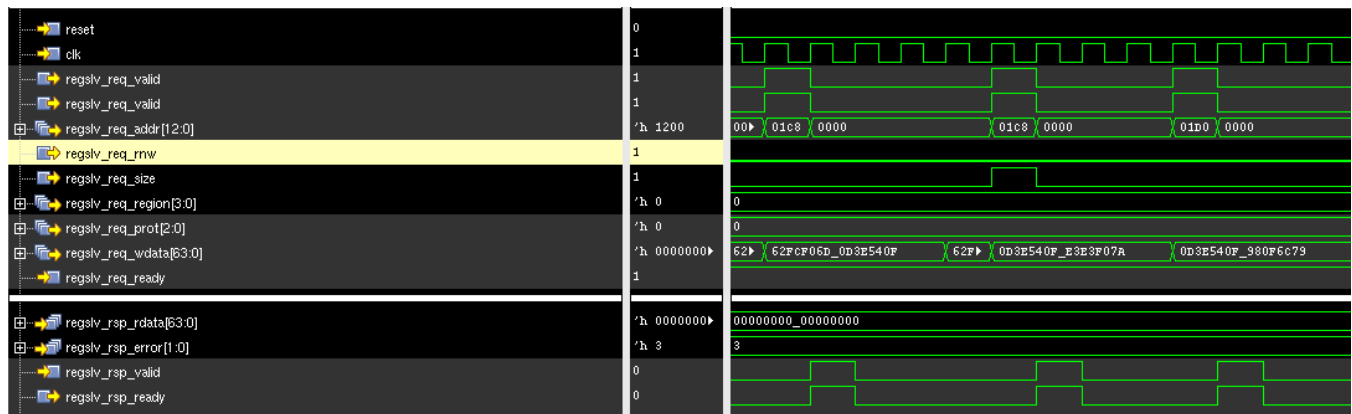 reset 0
clk 1
regslv_req_valid 1
regslv_req_valid 1
regslv_req_addr[12:0] 'h 1200 00 01c8 0000 01c8 0000 01D0 0000
regslv_req_rnw 1
regslv_req_size 1
regslv_req_region[3:0] 'h 0 0
regslv_req_prot[2:0] 'h 0 0
regslv_req_wdata[63:0] 'h 0000000 62 62FCF06D_0D3E540F 62F 0D3E540F_E3E3F07A 0D3E540F_980F6C79
regslv_req_ready 1
regslv_rsp_rdata[63:0] 'h 0000000 00000000_00000000
regslv_rsp_error[1:0] 'h 3 3
regslv_rsp_valid 0
regslv_rsp_ready 0